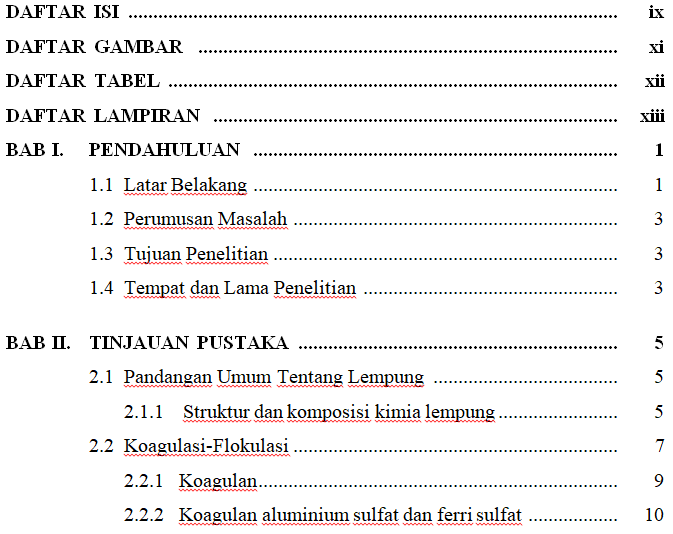 DAFTAR ISI ........................................................................... ix
DAFTAR GAMBAR ................................................................ xi
DAFTAR TABEL ..................................................................... xii
DAFTAR LAMPIRAN .............................................................. xiii
BAB I. PENDAHULUAN ........................................................ 1
1.1 Latar Belakang ........................................................ 1
1.2 Perumusan Masalah .................................................. 3
1.3 Tujuan Penelitian ..................................................... 3
1.4 Tempat dan Lama Penelitian ....................................... 3
BAB II. TINJAUAN PUSTAKA ................................................. 5
2.1 Pandangan Umum Tentang Lempung ............................ 5
2.1.1 Struktur dan komposisi kimia lempung ...................... 5
2.2 Koagulasi-Flokulasi .................................................. 7
2.2.1 Koagulan....................................................... 9
2.2.2 Koagulan aluminium sulfat dan ferri sulfat .................. 10